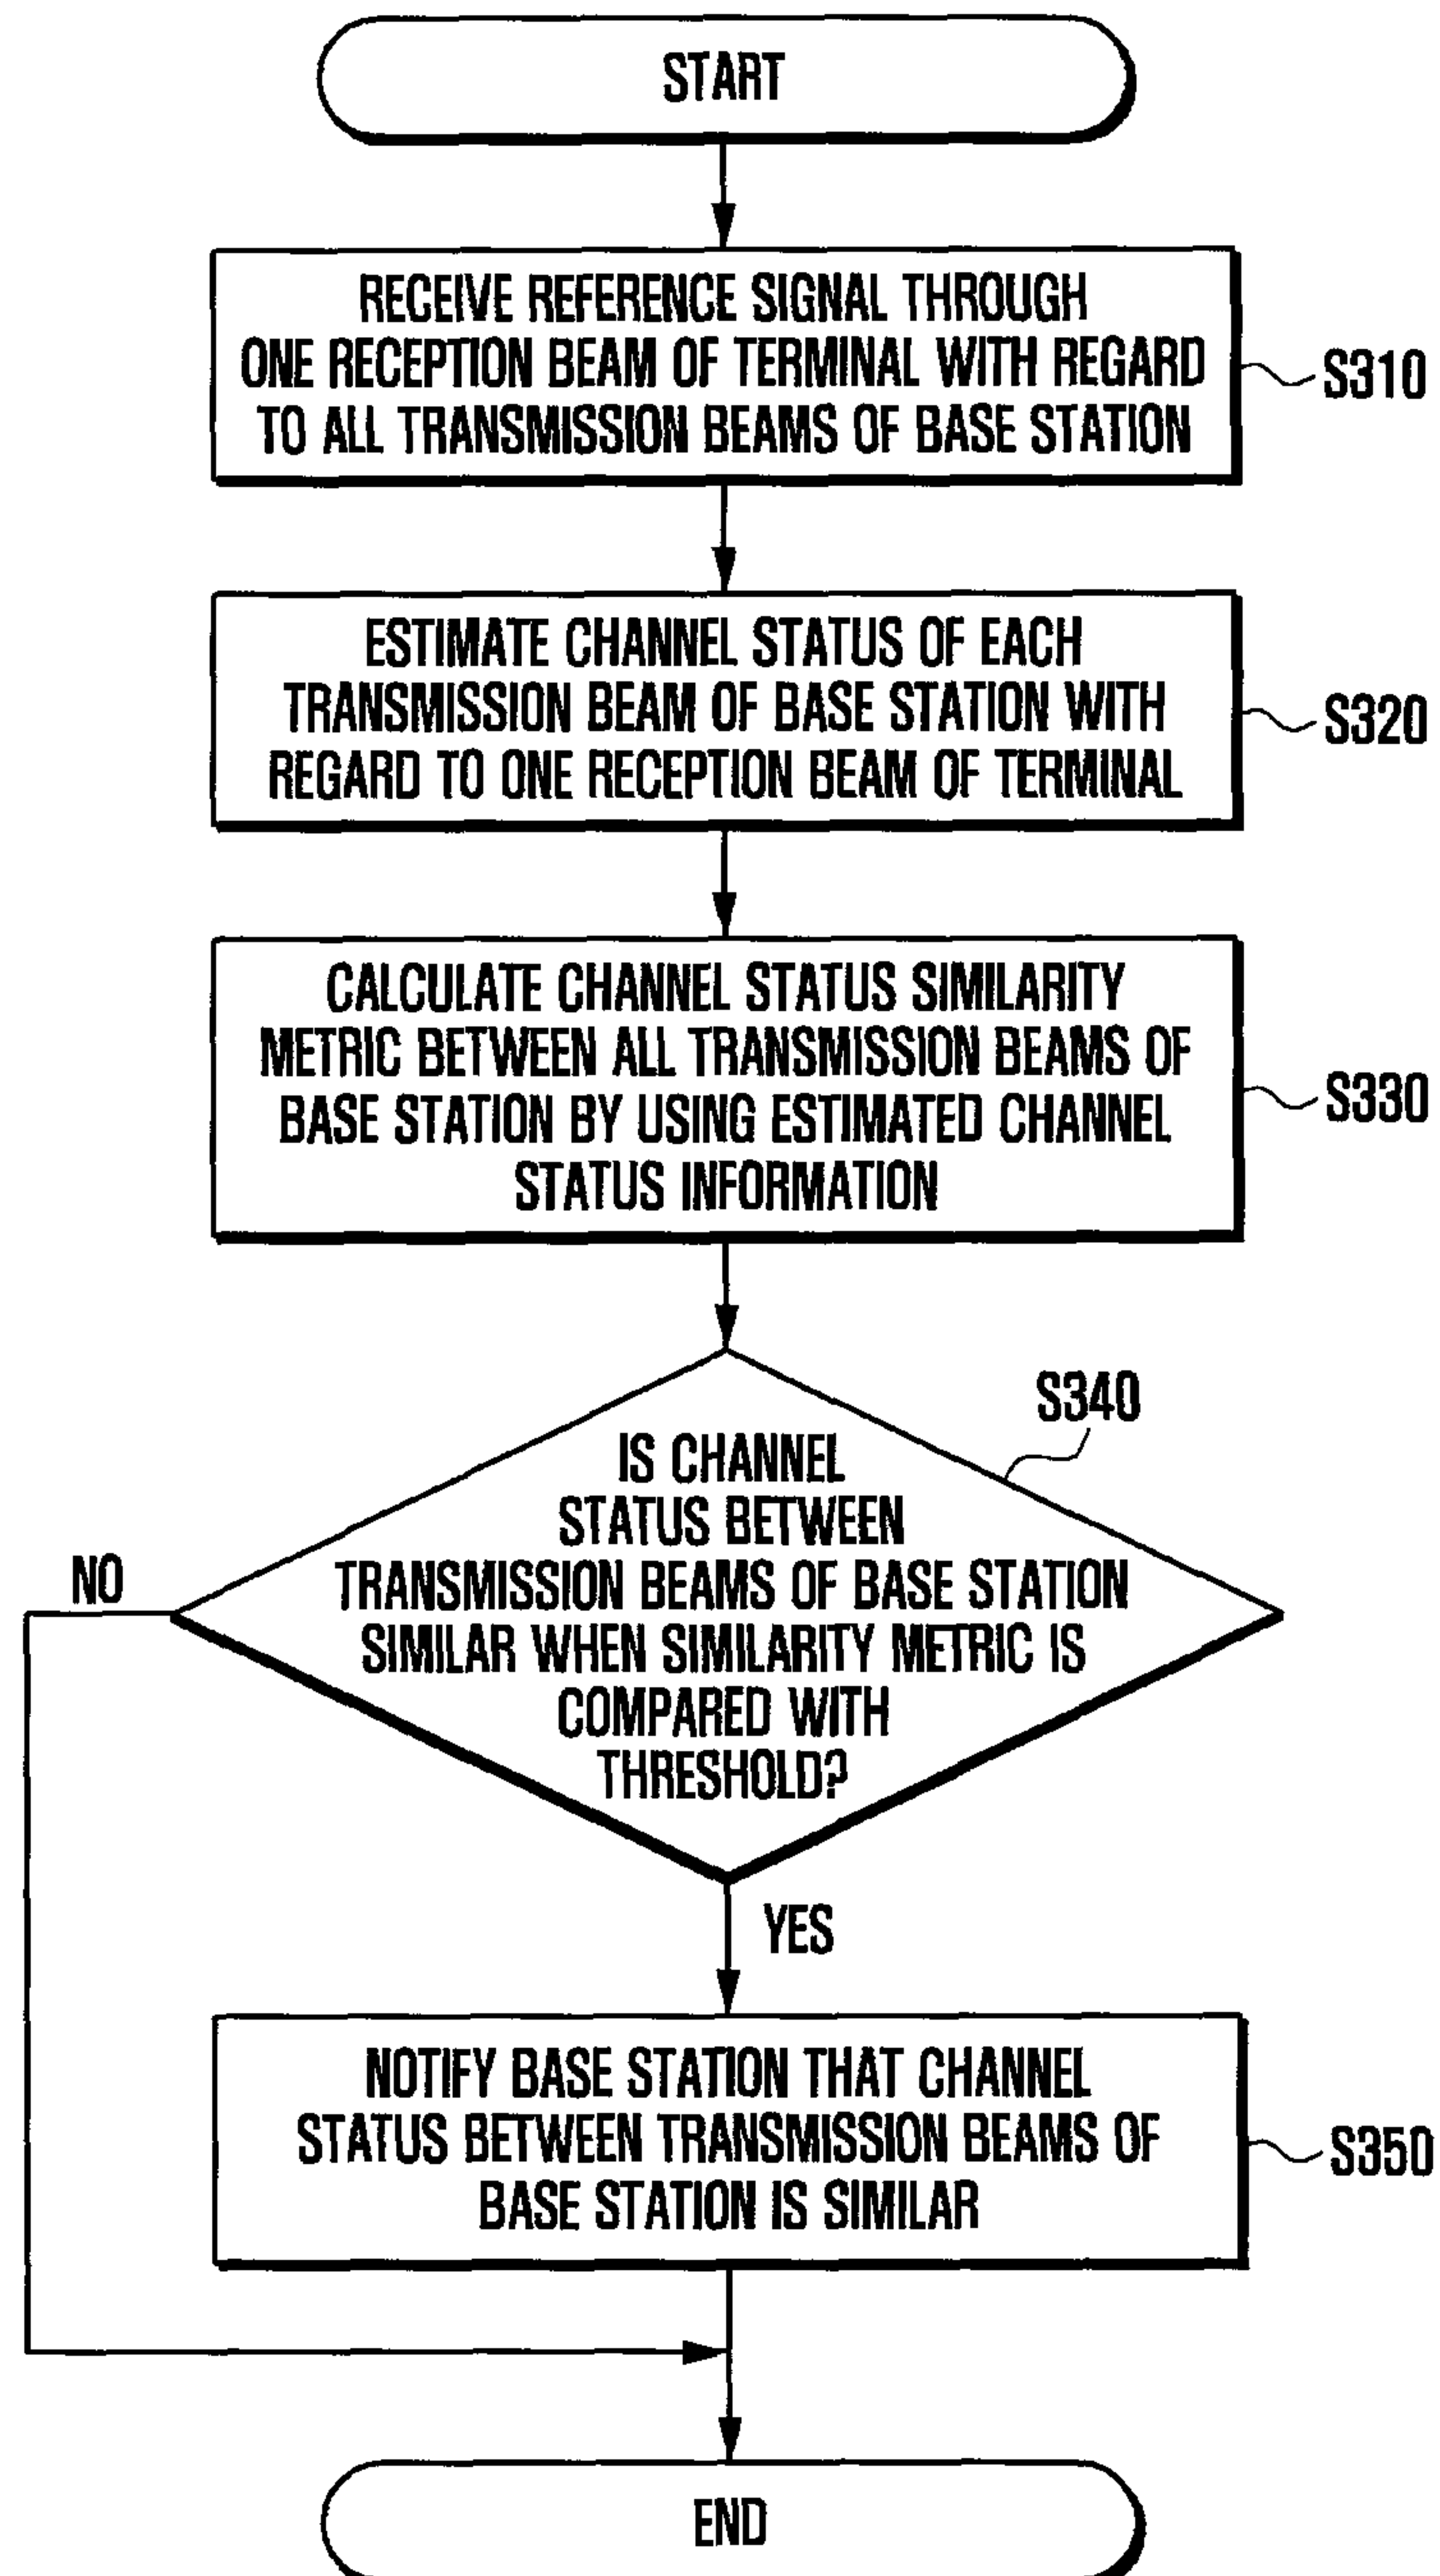 START
RECEIVE REFERENCE SIGNAL THROUGH
ONE RECEPTION BEAM OF TERMINAL WITH REGARD
TO ALL TRANSMISSION BEAMS OF BASE STATION
S310
ESTIMATE CHANNEL STATUS OF EACH
TRANSMISSION BEAM OF BASE STATION WITH
REGARD TO ONE RECEPTION BEAM OF TERMINAL
S320
CALCULATE CHANNEL STATUS SIMILARITY
METRIC BETWEEN ALL TRANSMISSION BEAMS OF
BASE STATION BY USING ESTIMATED CHANNEL
STATUS INFORMATION
S330
S340
IS CHANNEL
STATUS BETWEEN
TRANSMISSION BEAMS OF BASE STATION
SIMILAR WHEN SIMILARITY METRIC IS
COMPARED WITH
THRESHOLD?
NO
YES
NOTIFY BASE STATION THAT CHANNEL
STATUS BETWEEN TRANSMISSION BEAMS OF
BASE STATION IS SIMILAR
S350
END